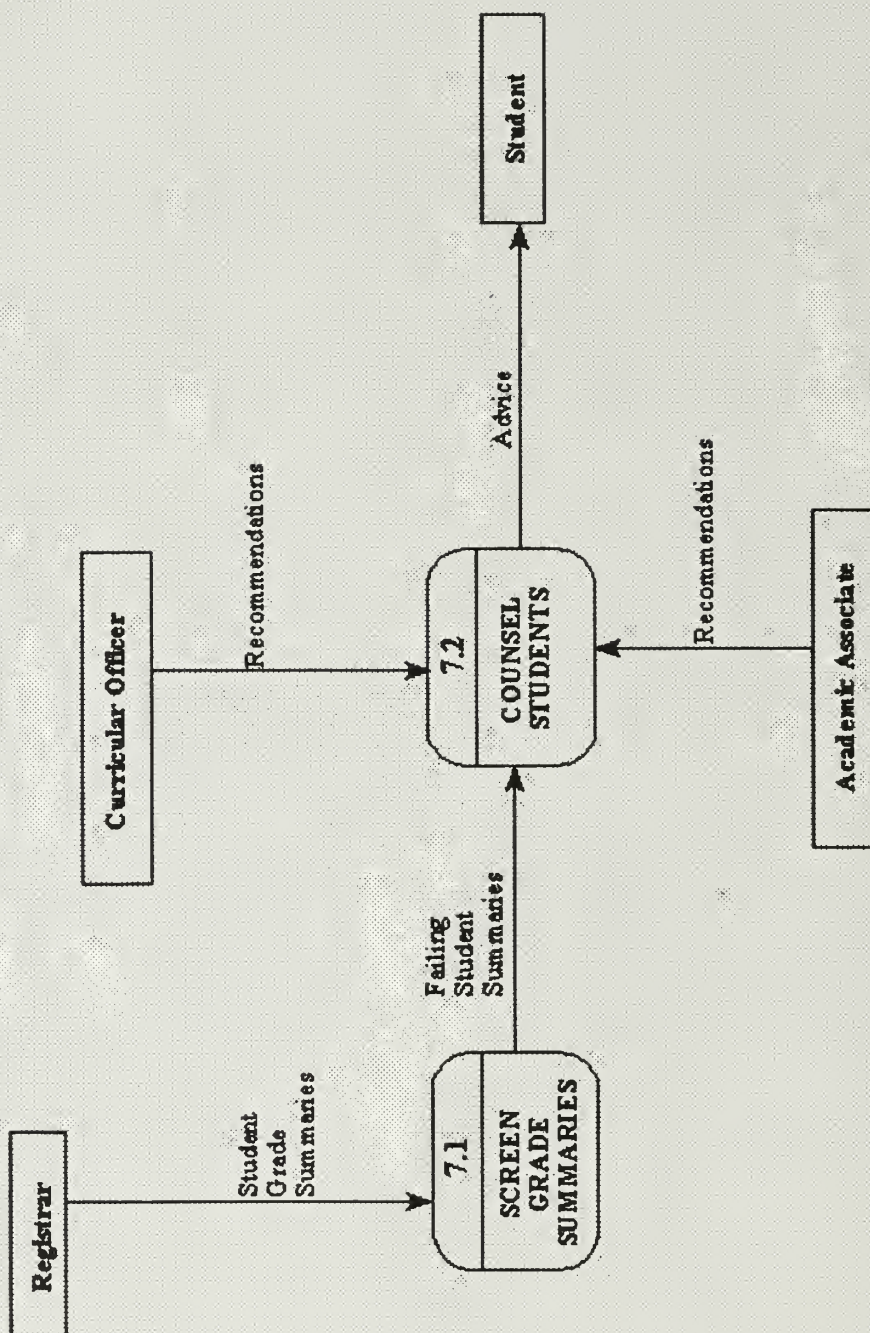 Registrar
Student
Grade
Summaries
7.1
SCREEN
GRADE
SUMMARIES
Failing
Student
Summaries
Curricular Officer
Recommendations
7.2
COUNSEL
STUDENTS
Recommendations
Academic Associate
Advice
Student